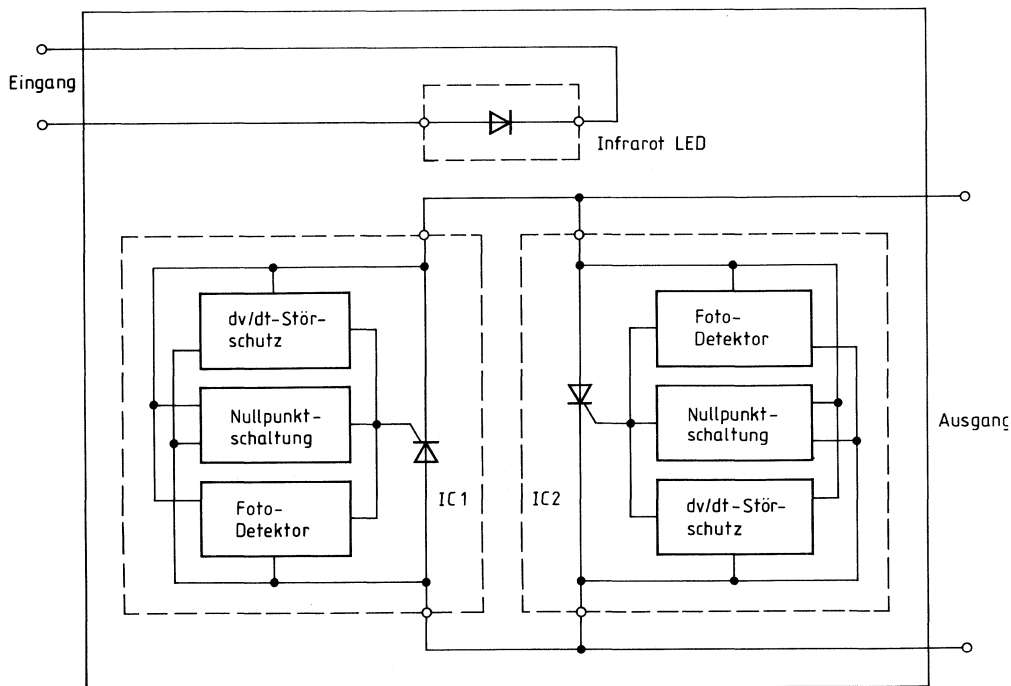 Eingang
Infrarot LED
dv/dt-Stör-
schutz
Nullpunkt-
schaltung
Foto-
Detektor
IC1
IC2
Foto-
Detektor
Nullpunkt-
schaltung
dv/dt-Stör-
schutz
Ausgang